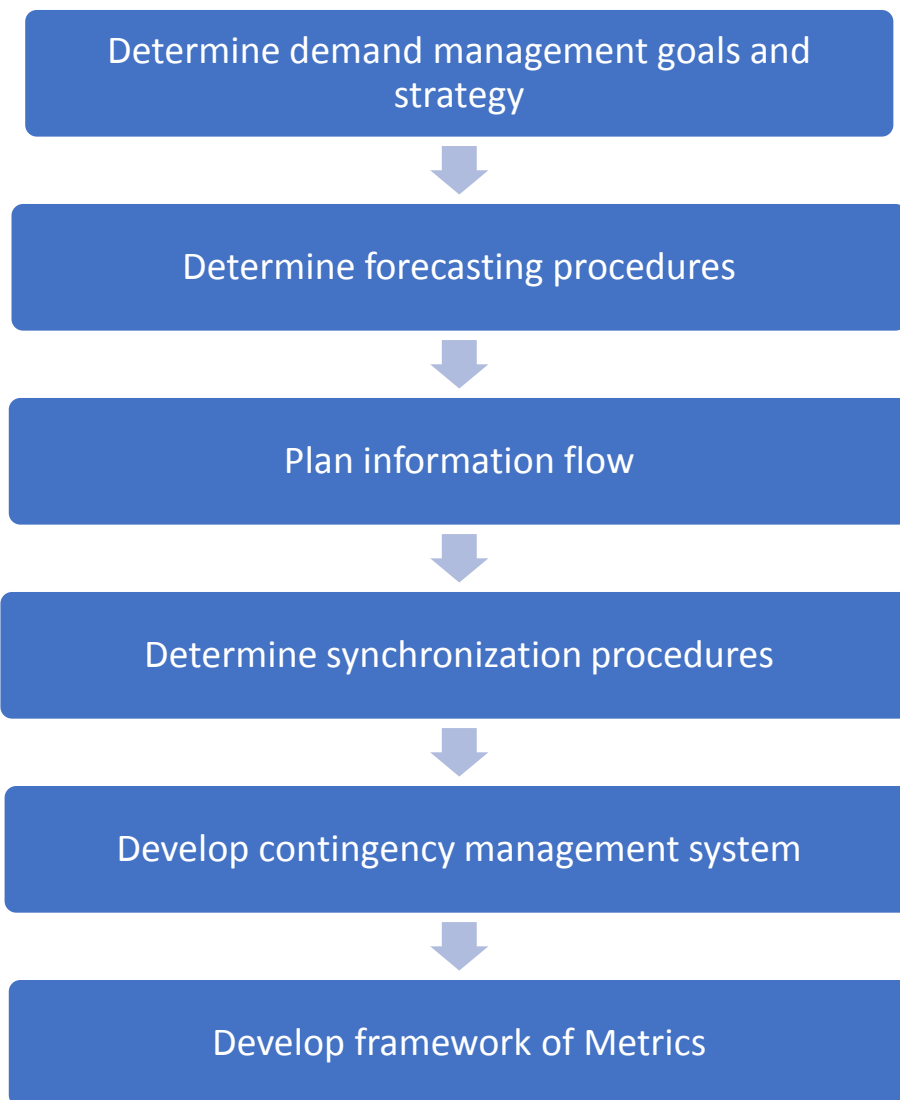 Determine demand management goals and
strategy
Determine forecasting procedures
Plan information flow
Determine synchronization procedures
Develop contingency management system
Develop framework of Metrics